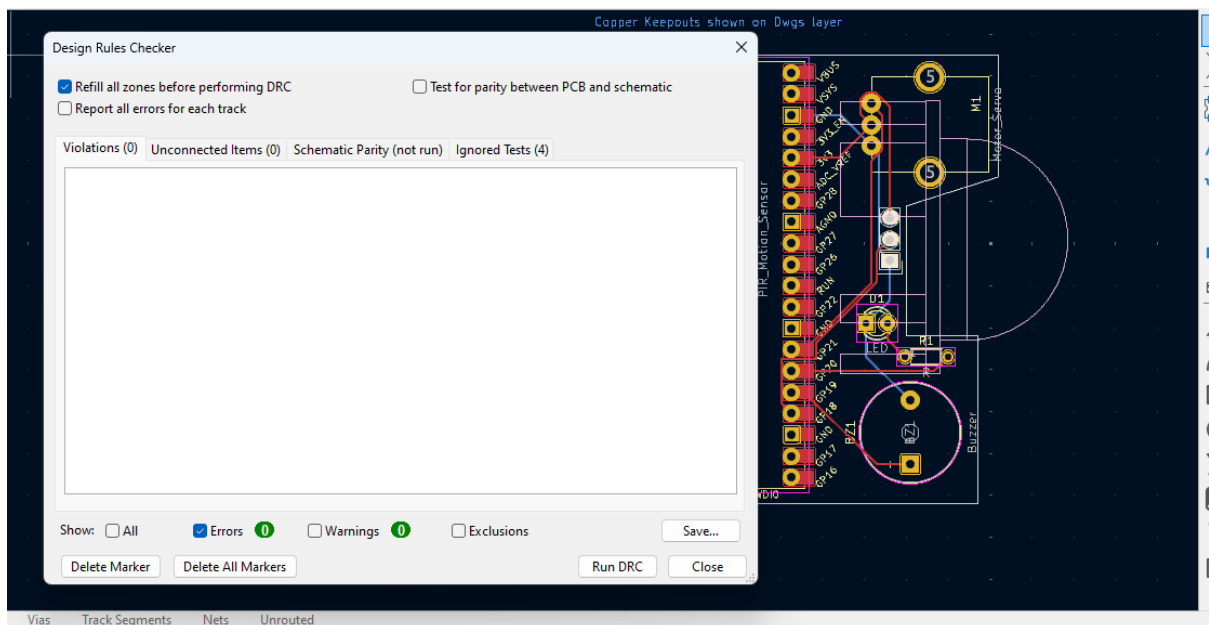 Copper Keepouts shown on Dwgs layer
Design Rules Checker
Refill all zones before performing DRC
Test for parity between PCB and schematic
Report all errors for each track
Violations (0) Unconnected Items (0) Schematic Parity (not run) Ignored Tests (4)
Show: All Errors 0 Warnings 0 Exclusions Save...
Delete Marker Delete All Markers Run DRC Close
VBUS
VSYS
GND
3V3_EN
3V3
ADC_VREF
GP28
AGND
GP27
GP26
RUN
GP22
GND
GP21
GP20
GP19
GP18
GND
GP17
GP16
PIR_Motian_Sensar
5
M1
Motor_Servo
5
U1
LED
R1
BZ1
BZ1
Buzzer
Vias Track Segments Nets Unrouted